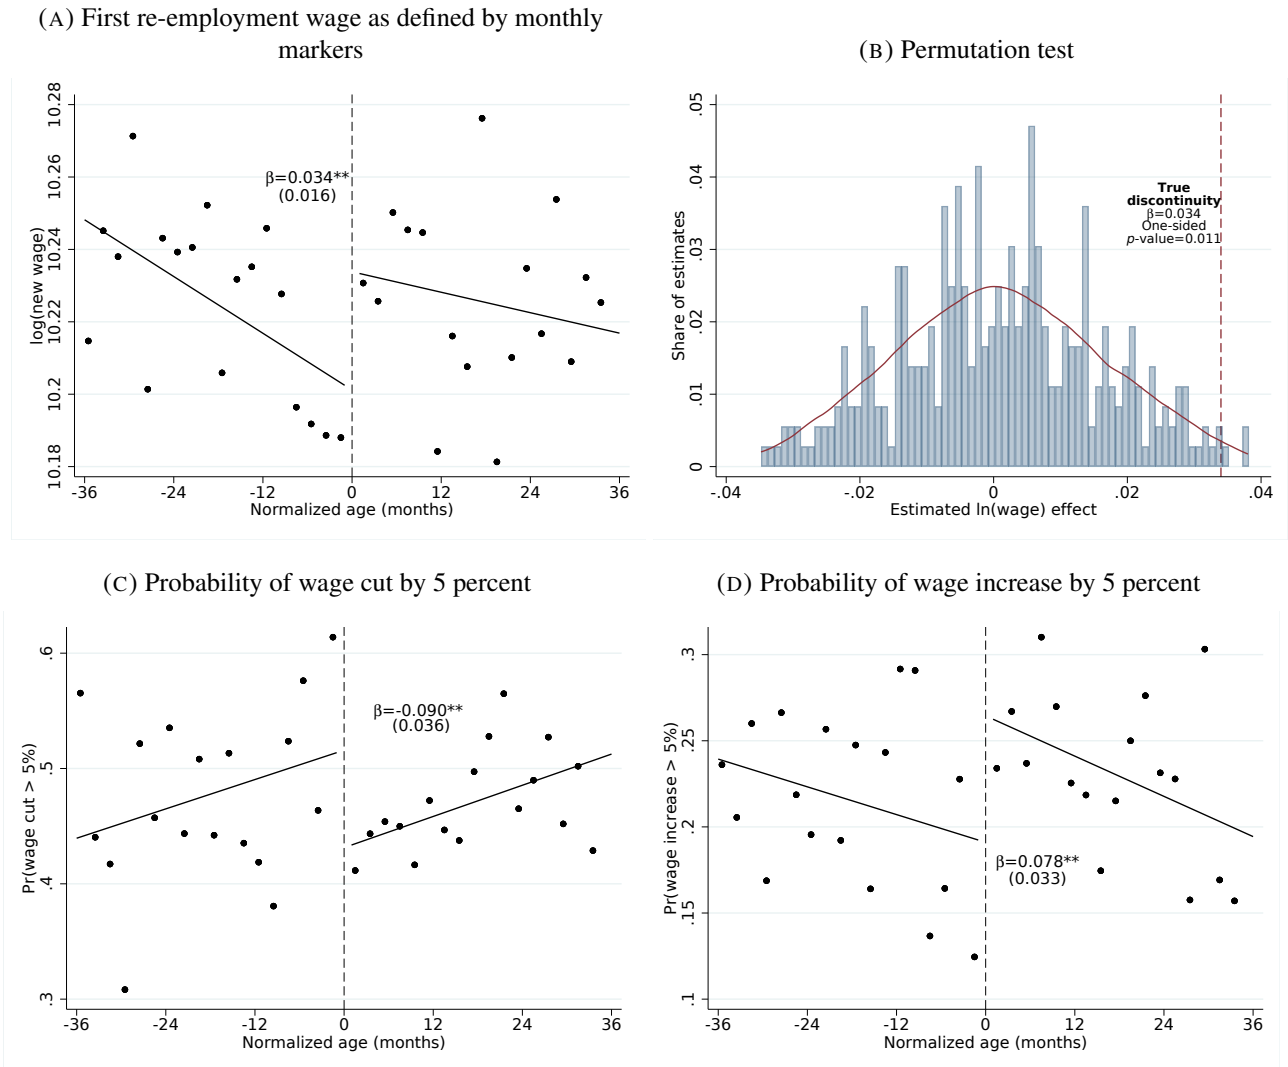 (A) First re-employment wage as defined by monthly
markers
log(new wage)
10.28
10.26
10.24
10.22
10.2
10.18
β=0.034**
(0.016)
-36 -24 -12 0 12 24 36
Normalized age (months)
(B) Permutation test
Share of estimates
.05
.04
.03
.02
.01
0
True
discontinuity
β=0.034
One-sided
p-value=0.011
-.04 -.02 0 .02 .04
Estimated ln(wage) effect
(C) Probability of wage cut by 5 percent
Pr(wage cut > 5%)
.6
.5
.4
.3
β=-0.090**
(0.036)
-36 -24 -12 0 12 24 36
Normalized age (months)
(D) Probability of wage increase by 5 percent
Pr(wage increase > 5%)
.3
.25
.2
.15
.1
β=0.078**
(0.033)
-36 -24 -12 0 12 24 36
Normalized age (months)